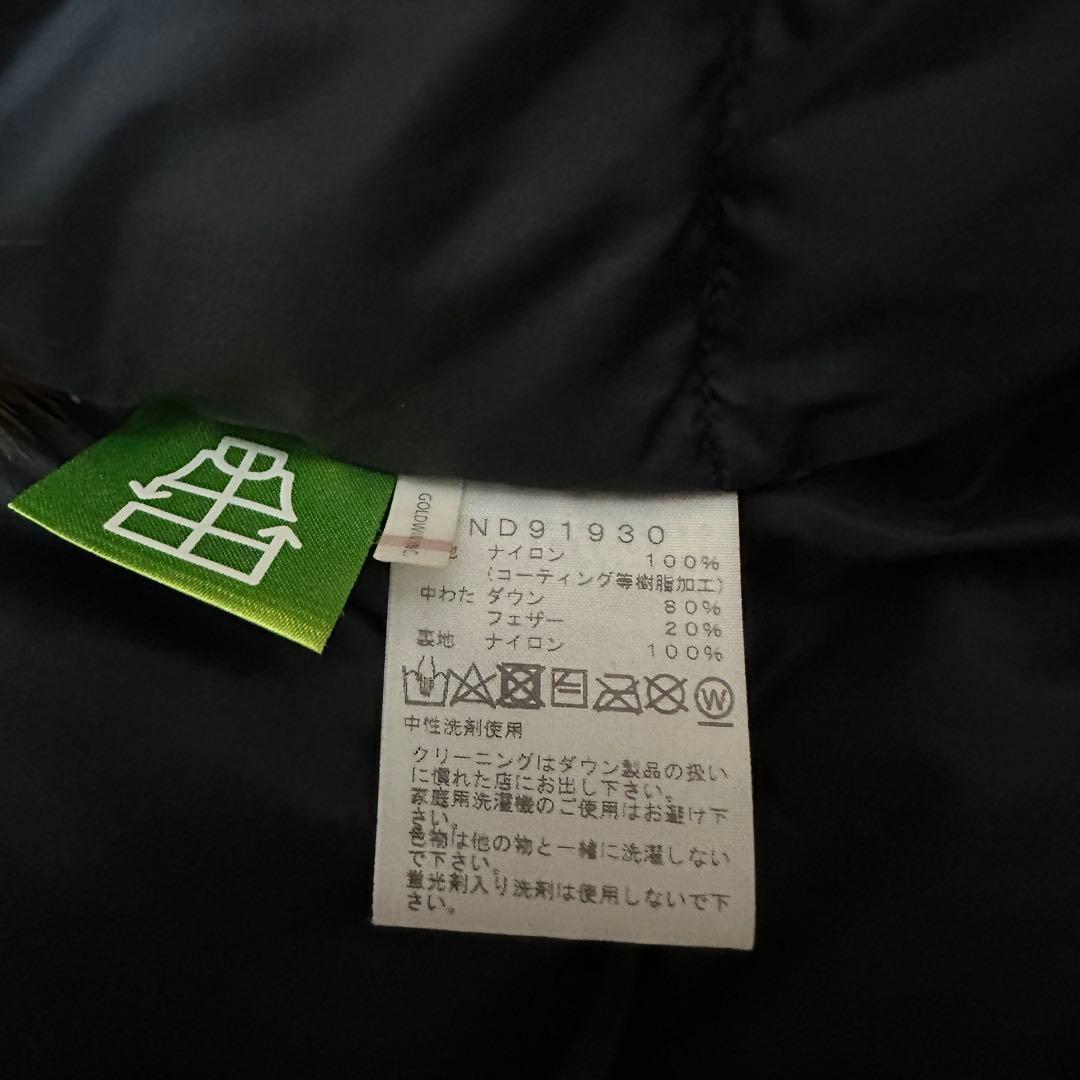 GOLDWIN INC
ND91930
ナイロン 100%
(コーティング等樹脂加工)
中わた ダウン 80%
フェザー 20%
裏地 ナイロン 100%
W
中性洗剤使用
クリーニングはダウン製品の扱い
に慣れた店にお出し下さい。
家庭用洗濯機のご使用はお避け下
さい。
色物は他の物と一緒に洗濯しない
で下さい。
蛍光剤入り洗剤は使用しないで下
さい。